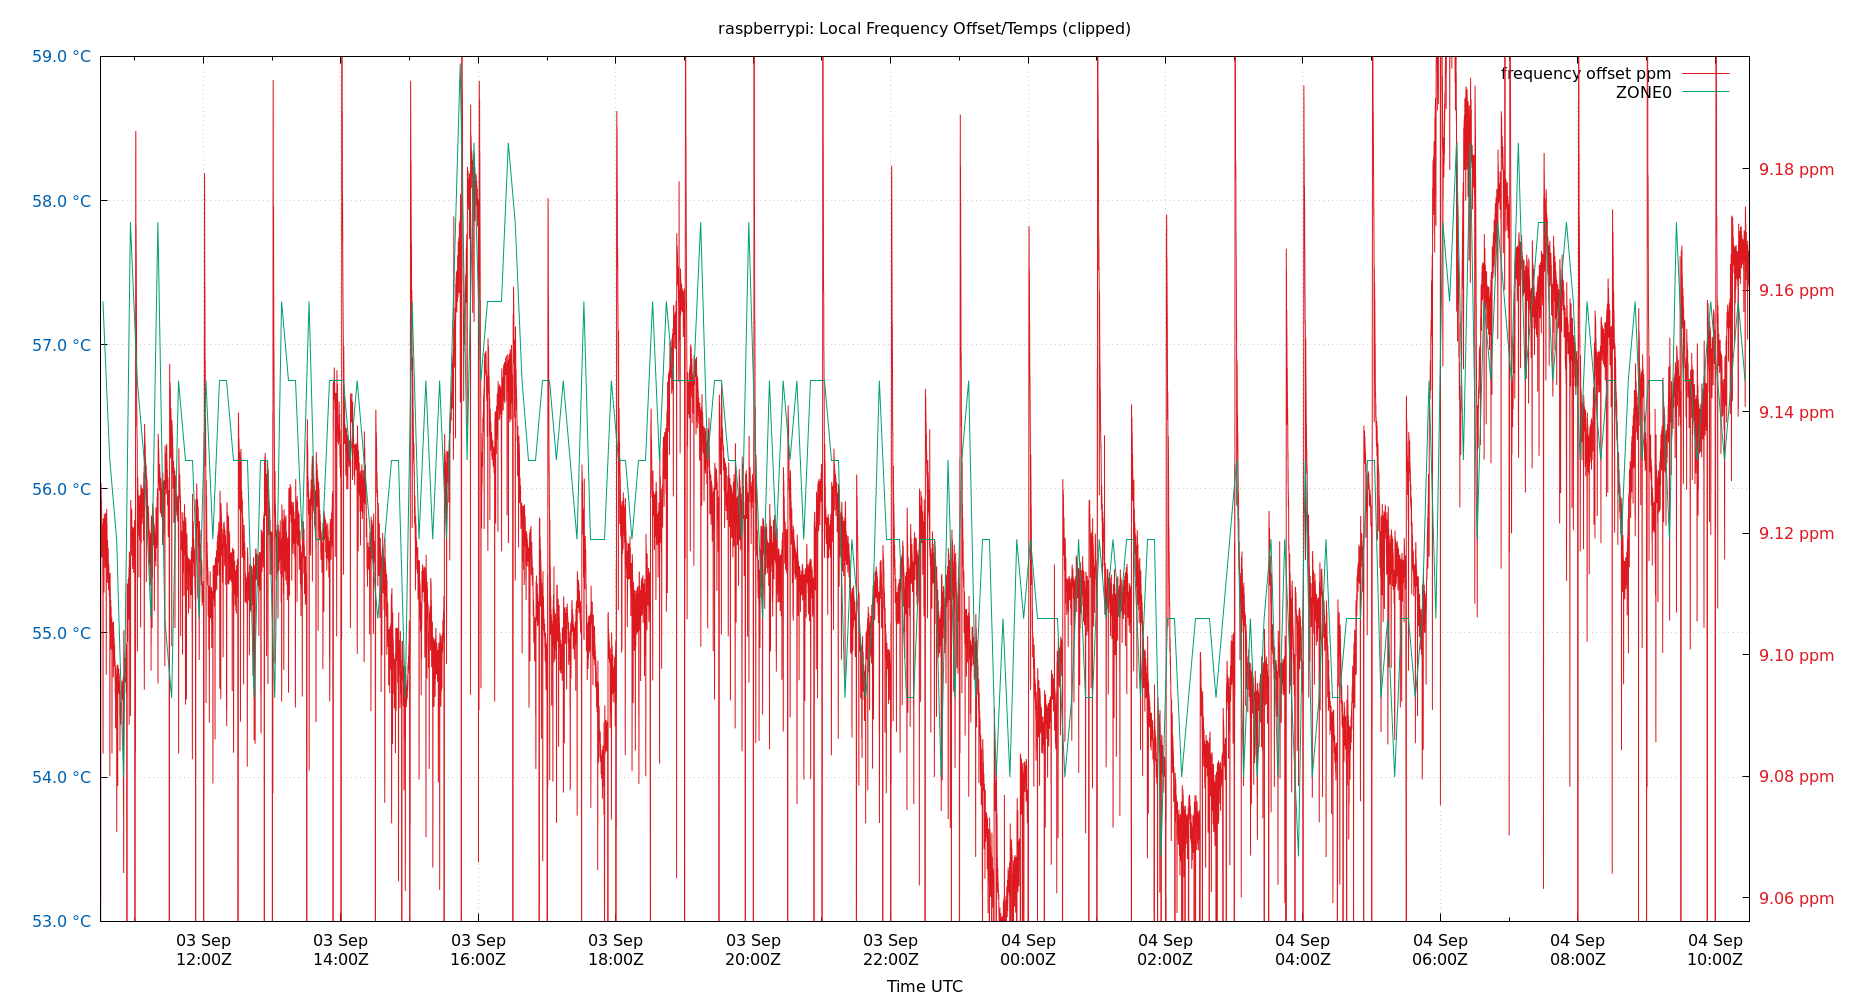 raspberrypi: Local Frequency Offset/Temps (clipped)
59.0 °C
58.0 °C
57.0 °C
56.0 °C
55.0 °C
54.0 °C
53.0 °C
frequency offset ppm
ZONE0
9.18 ppm
9.16 ppm
9.14 ppm
9.12 ppm
9.10 ppm
9.08 ppm
9.06 ppm
03 Sep
12:00Z
03 Sep
14:00Z
03 Sep
16:00Z
03 Sep
18:00Z
03 Sep
20:00Z
03 Sep
22:00Z
04 Sep
00:00Z
04 Sep
02:00Z
04 Sep
04:00Z
04 Sep
06:00Z
04 Sep
08:00Z
04 Sep
10:00Z
Time UTC